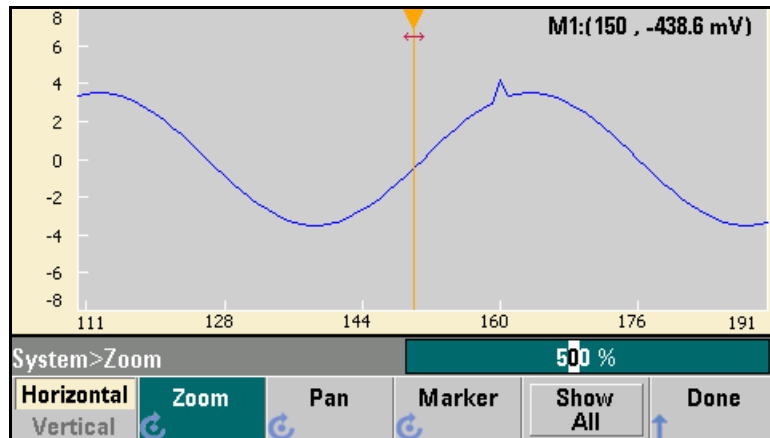 M1:(150 , -438.6 mV)
8
6
4
2
0
-2
-4
-6
-8
111 128 144 160 176 191
System>Zoom 500 %
Horizontal Zoom Pan Marker Show All Done
Vertical